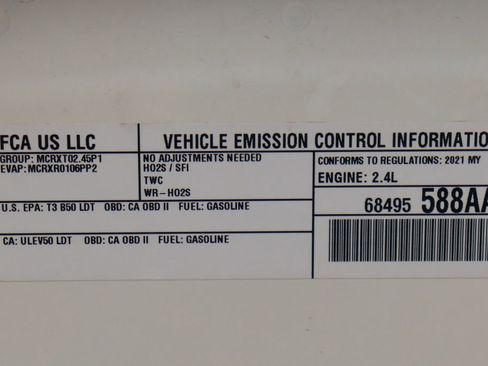 FCA US LLC
VEHICLE EMISSION CONTROL INFORMATIO
GROUP: MCRXT02.45P1
EVAP: MCRXR0106PP2
NO ADJUSTMENTS NEEDED
HO2S / SFI
TWC
WR-HO2S
CONFORMS TO REGULATIONS: 2021 MY
ENGINE: 2.4L
U.S. EPA: T3 B50 LDT OBD: CA OBD II FUEL: GASOLINE
68495 588AA
CA: ULEV50 LDT OBD: CA OBD II FUEL: GASOLINE